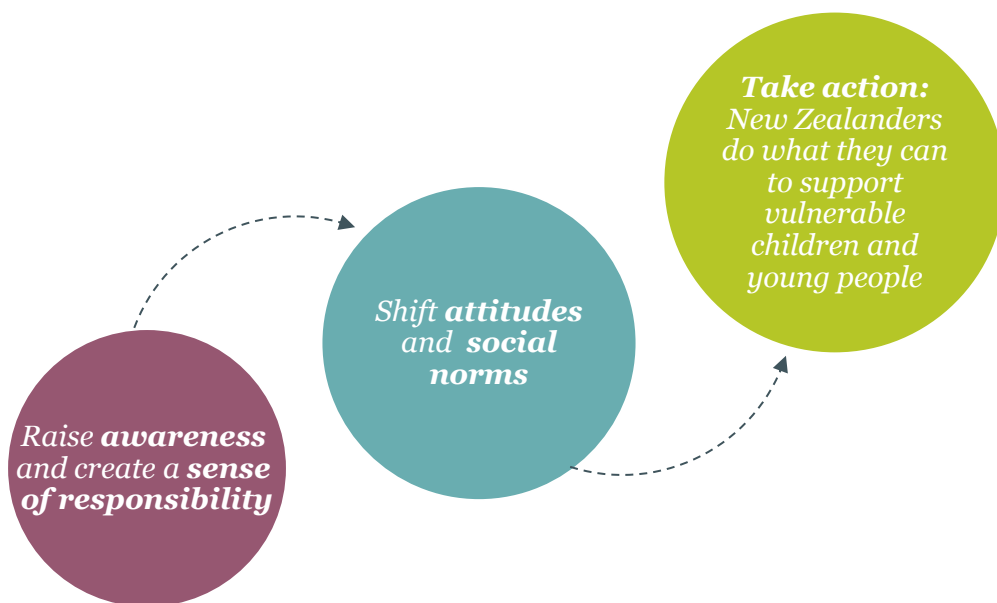 Raise awareness
and create a sense
of responsibility
Shift attitudes
and social
norms
Take action:
New Zealanders
do what they can
to support
vulnerable
children and
young people